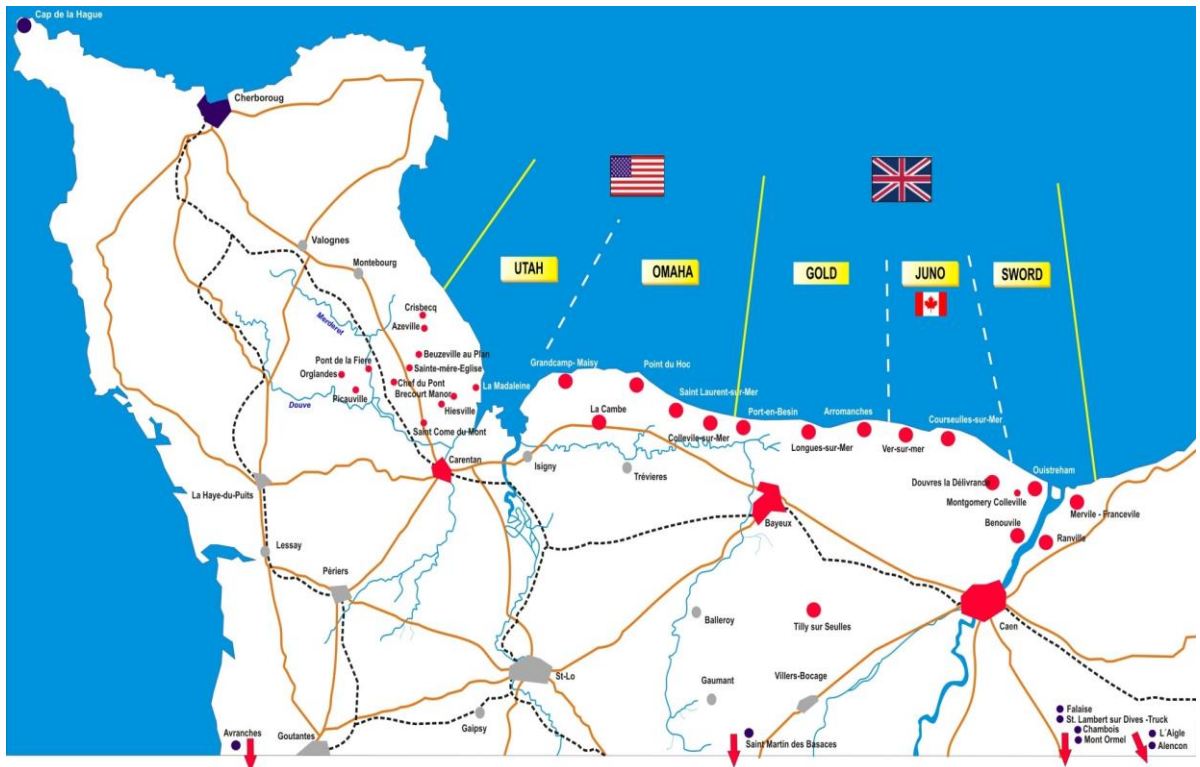 Cap de la Hague
Cherboroug
Valognes
Montebourg
UTAH
OMAHA
GOLD
JUNO
SWORD
Merderet
Crisbecq
Azeville
Beuzeville au Plan
Pont de la Fiere
Sainte-mére-Eglise
Orglandes
Chef du Pont
La Madaleine
Brecourt Manor
Picauville
Hiesville
Douve
Saint Come du Mont
Grandcamp- Maisy
Point du Hoc
Saint Laurent-sur-Mer
La Cambe
Collevile-sur-Mer
Port-en-Besin
Arromanches
Longues-sur-Mer
Ver-sur-mer
Courseulles-sur-Mer
Carentan
Isigny
Trévieres
Ouistreham
Douvres la Délivrande
Montgomery Colleville
La Haye-du-Puits
Bayeux
Mervile - Francevile
Benouville
Ranville
Lessay
Périers
Balleroy
Tilly sur Seulles
Caen
St-Lo
Gaumant
Villers-Bocage
Gaipsy
Avranches
Goutantes
Saint Martin des Basaces
Falaise
St. Lambert sur Dives -Truck
Chambois
Mont Ormel
L´Aigle
Alencon